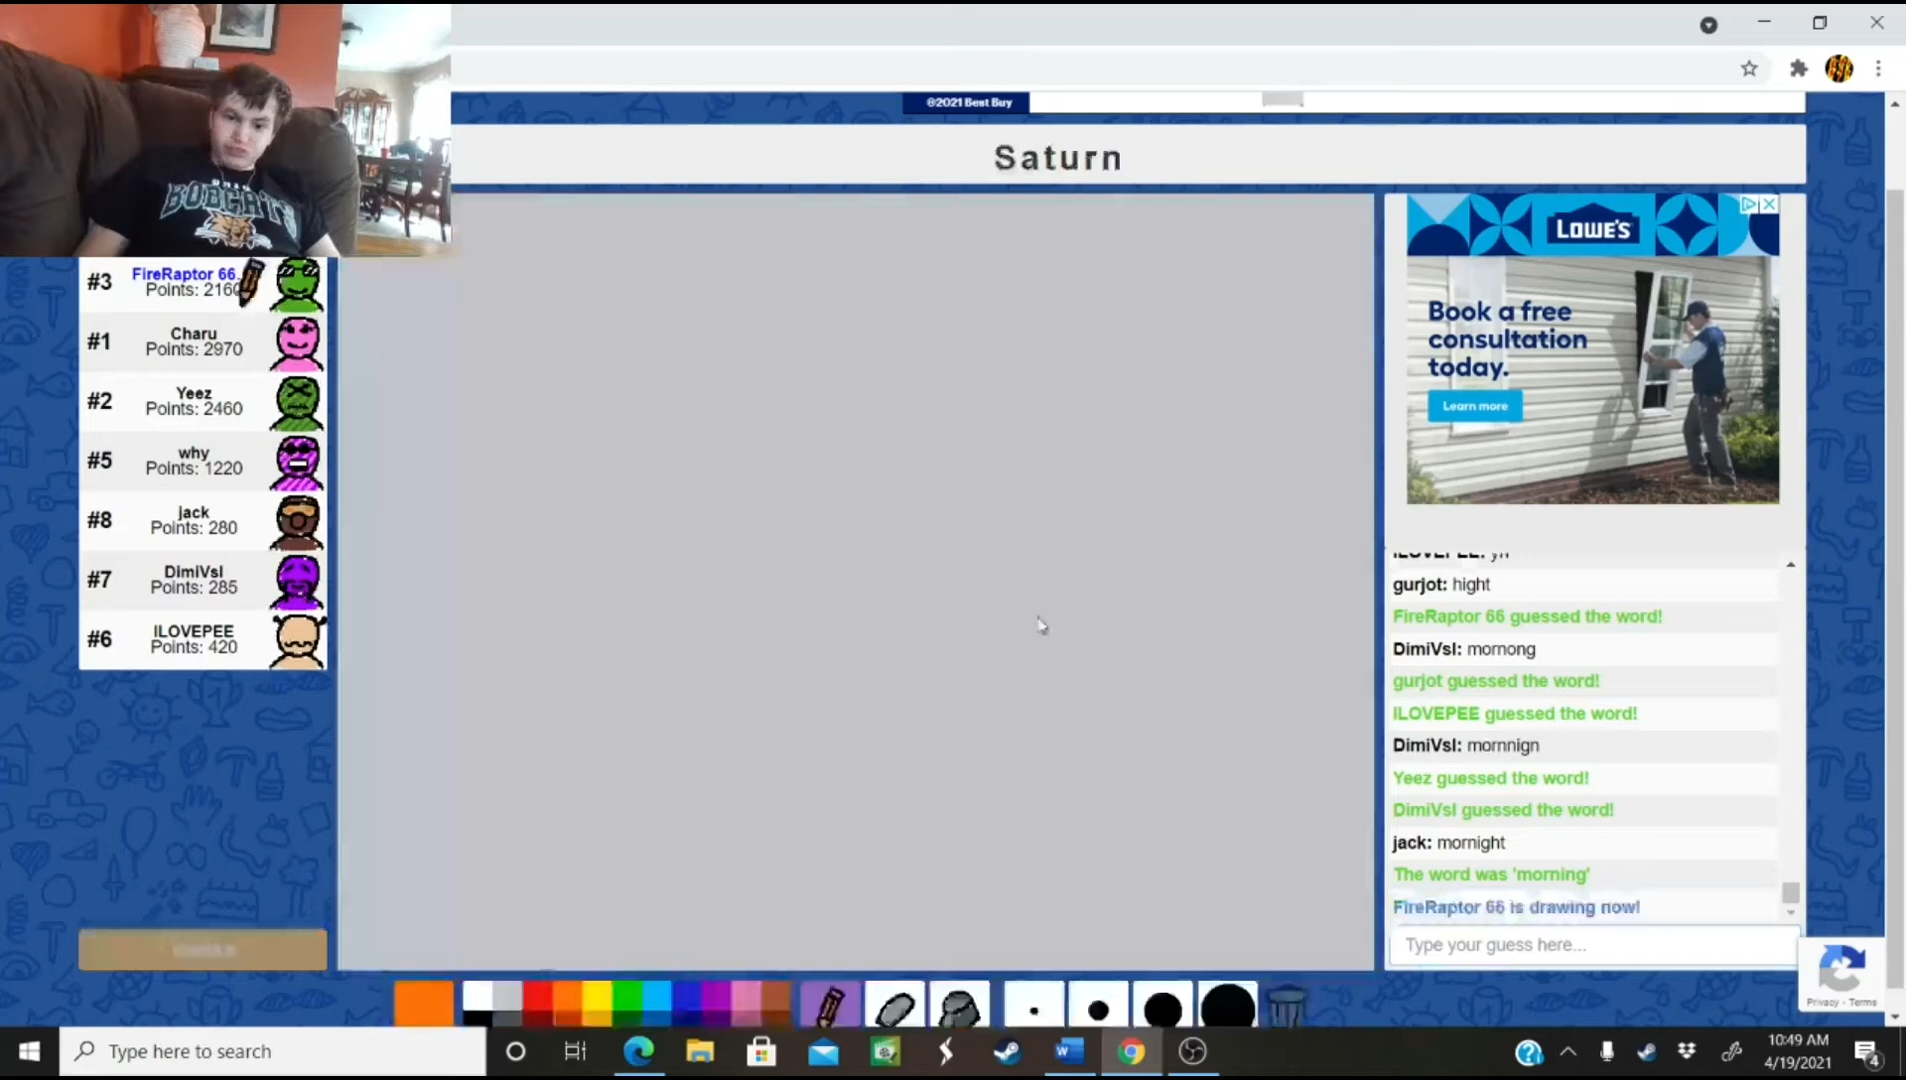 ©2021 Best Buy
Saturn
BOBCATS
#3 FireRaptor 66
Points: 2160
#1 Charu
Points: 2970
#2 Yeez
Points: 2460
#5 why
Points: 1220
#8 jack
Points: 280
#7 DimiVsl
Points: 285
#6 ILOVEPEE
Points: 420
LOWE'S
Book a free
consultation
today.
Learn more
gurjot: hight
FireRaptor 66 guessed the word!
DimiVsl: mornong
gurjot guessed the word!
ILOVEPEE guessed the word!
DimiVsl: mornnign
Yeez guessed the word!
DimiVsl guessed the word!
jack: mornight
The word was 'morning'
FireRaptor 66 is drawing now!
Type your guess here...
Privacy - Terms
Type here to search
10:49 AM
4/19/2021
4